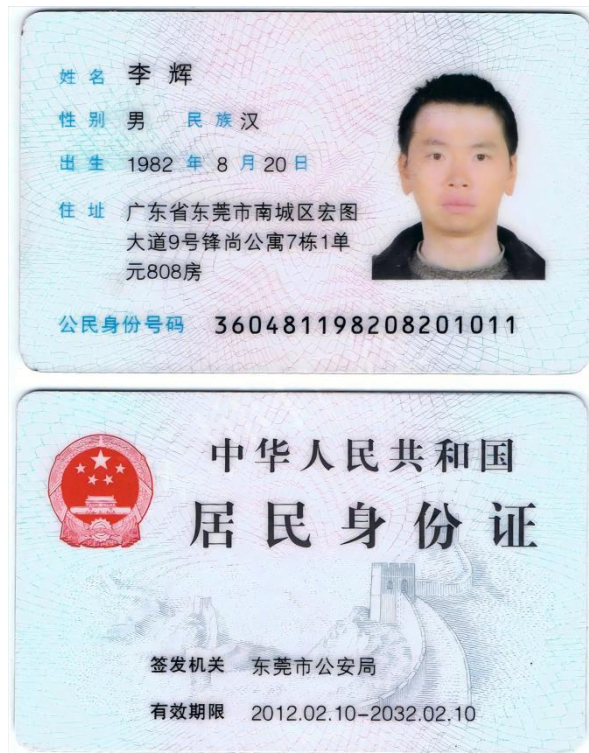 姓名 李辉
性别 男 民族 汉
出生 1982 年 8 月 20 日
住址 广东省东莞市南城区宏图
大道9号锋尚公寓7栋1单
元808房
公民身份号码 360481198208201011
中华人民共和国
居民身份证
签发机关 东莞市公安局
有效期限 2012.02.10-2032.02.10